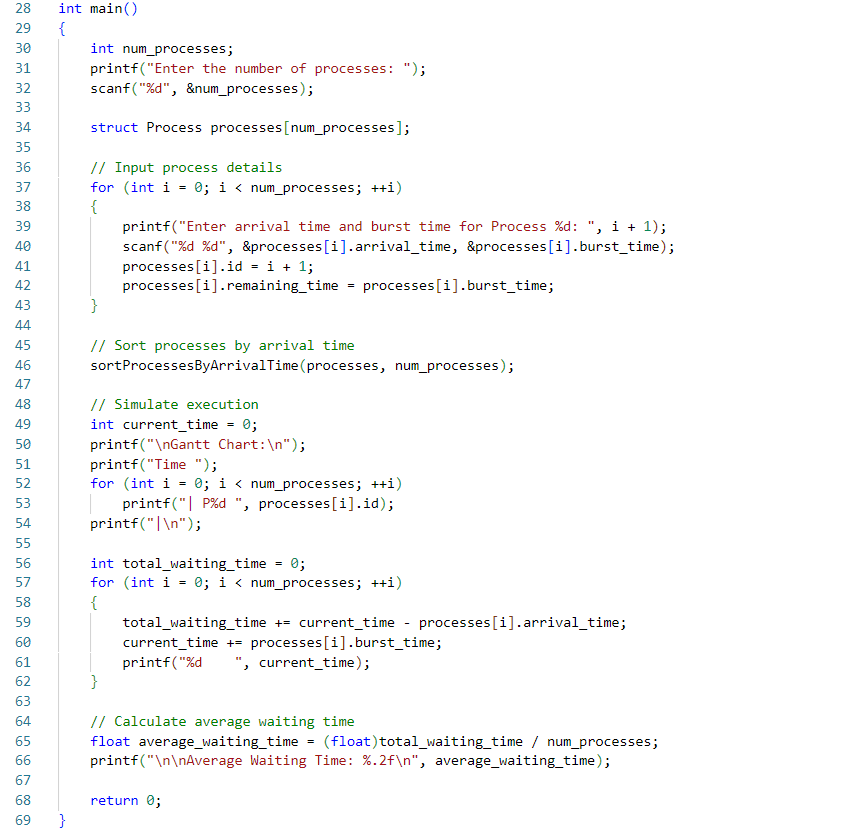 28 int main()
29 {
30     int num_processes;
31     printf("Enter the number of processes: ");
32     scanf("%d", &num_processes);
33
34     struct Process processes[num_processes];
35
36     // Input process details
37     for (int i = 0; i < num_processes; ++i)
38     {
39         printf("Enter arrival time and burst time for Process %d: ", i + 1);
40         scanf("%d %d", &processes[i].arrival_time, &processes[i].burst_time);
41         processes[i].id = i + 1;
42         processes[i].remaining_time = processes[i].burst_time;
43     }
44
45     // Sort processes by arrival time
46     sortProcessesByArrivalTime(processes, num_processes);
47
48     // Simulate execution
49     int current_time = 0;
50     printf("\nGantt Chart:\n");
51     printf("Time ");
52     for (int i = 0; i < num_processes; ++i)
53         printf("| P%d ", processes[i].id);
54     printf("|\n");
55
56     int total_waiting_time = 0;
57     for (int i = 0; i < num_processes; ++i)
58     {
59         total_waiting_time += current_time - processes[i].arrival_time;
60         current_time += processes[i].burst_time;
61         printf("%d    ", current_time);
62     }
63
64     // Calculate average waiting time
65     float average_waiting_time = (float)total_waiting_time / num_processes;
66     printf("\n\nAverage Waiting Time: %.2f\n", average_waiting_time);
67
68     return 0;
69 }